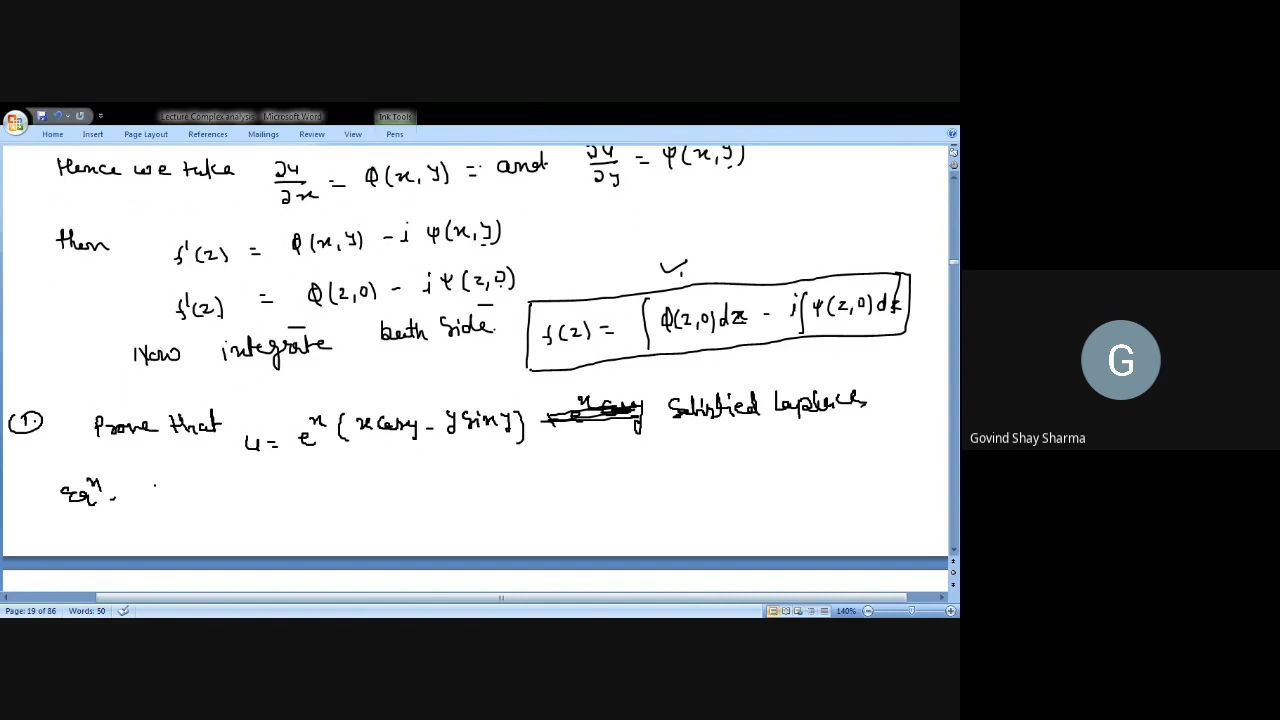 Lecture Complex analysis - Microsoft Word
Ink Tools
Home Insert Page Layout References Mailings Review View Pens
Hence we take ∂u/∂x = φ(x, y) = and ∂u/∂y = ψ(x, y)
then f'(z) = φ(x, y) - i ψ(x, y)
f'(z) = φ(z,0) - i ψ(z,0)
Now integrate both side.
f(z) = ∫ φ(z,0) dz - i ∫ ψ(z,0) dz
①. Prove that u = e^x (x cosy - y sin y) satisfied Laplaces
eq^n.
G
Govind Shay Sharma
Page: 19 of 86 Words: 50 140%